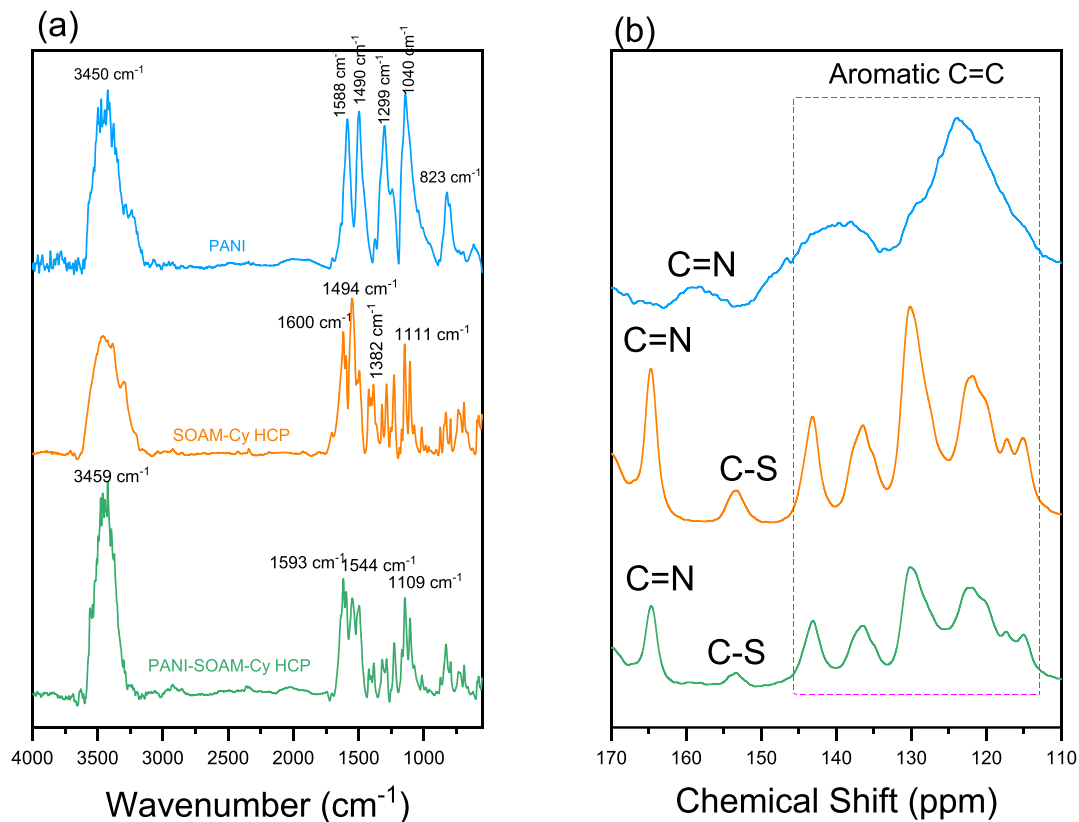 (a)
3450 cm⁻¹
1588 cm⁻
1490 cm⁻¹
1299 cm⁻¹
1040 cm⁻¹
823 cm⁻¹
PANI
1494 cm⁻¹
1600 cm⁻¹
1382 cm⁻¹
1111 cm⁻¹
SOAM-Cy HCP
3459 cm⁻¹
1593 cm⁻¹
1544 cm⁻¹
1109 cm⁻¹
PANI-SOAM-Cy HCP
4000 3500 3000 2500 2000 1500 1000
Wavenumber (cm⁻¹)
(b)
Aromatic C=C
C=N
C=N
C-S
C=N
C-S
170 160 150 140 130 120 110
Chemical Shift (ppm)